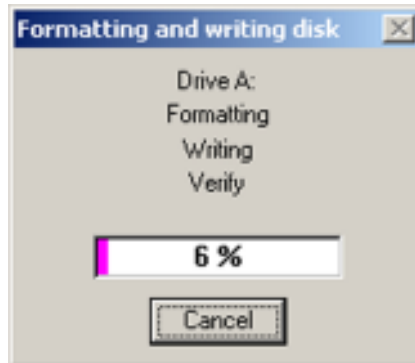 Formatting and writing disk
Drive A:
Formatting
Writing
Verify
6 %
Cancel